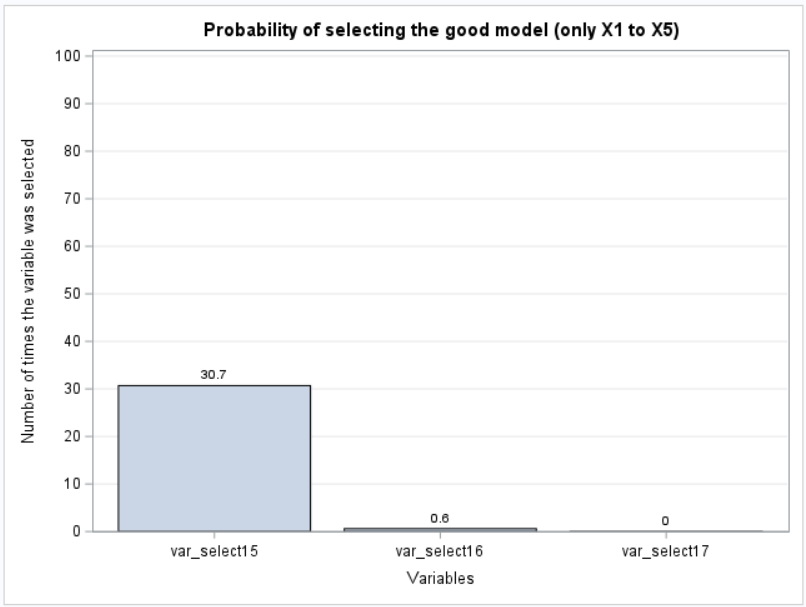 Probability of selecting the good model (only X1 to X5)
Number of times the variable was selected
100
90
80
70
60
50
40
30
20
10
0
30.7
0.6
0
var_select15
var_select16
var_select17
Variables